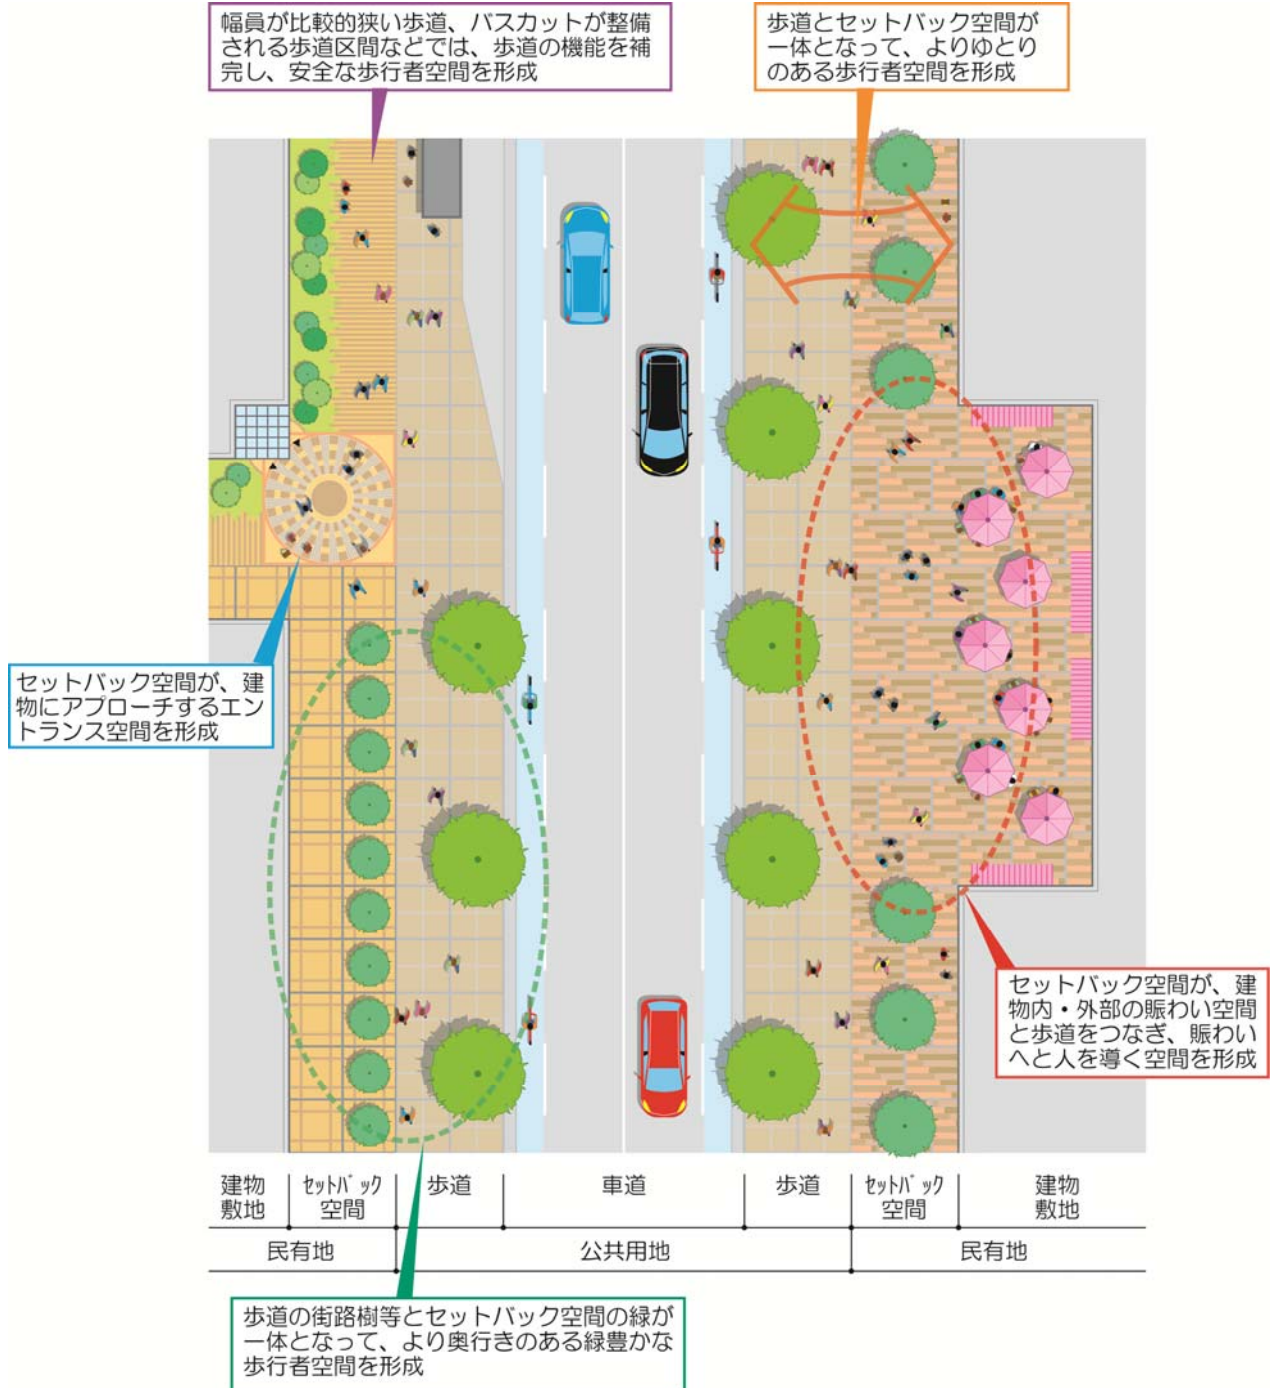 幅員が比較的狭い歩道、バスカットが整備
される歩道区間などでは、歩道の機能を補
完し、安全な歩行者空間を形成
歩道とセットバック空間が
一体となって、よりゆとり
のある歩行者空間を形成
セットバック空間が、建
物にアプローチするエン
トランス空間を形成
セットバック空間が、建
物内・外部の賑わい空間
と歩道をつなぎ、賑わい
へと人を導く空間を形成
建物
敷地
セットバック
空間
歩道
車道
歩道
セットバック
空間
建物
敷地
民有地
公共用地
民有地
歩道の街路樹等とセットバック空間の緑が
一体となって、より奥行きのある緑豊かな
歩行者空間を形成